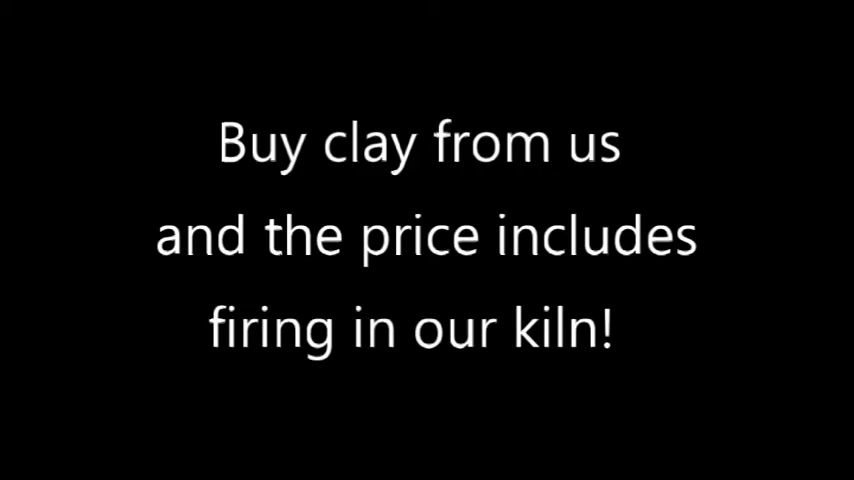 Buy clay from us
and the price includes
firing in our kiln!